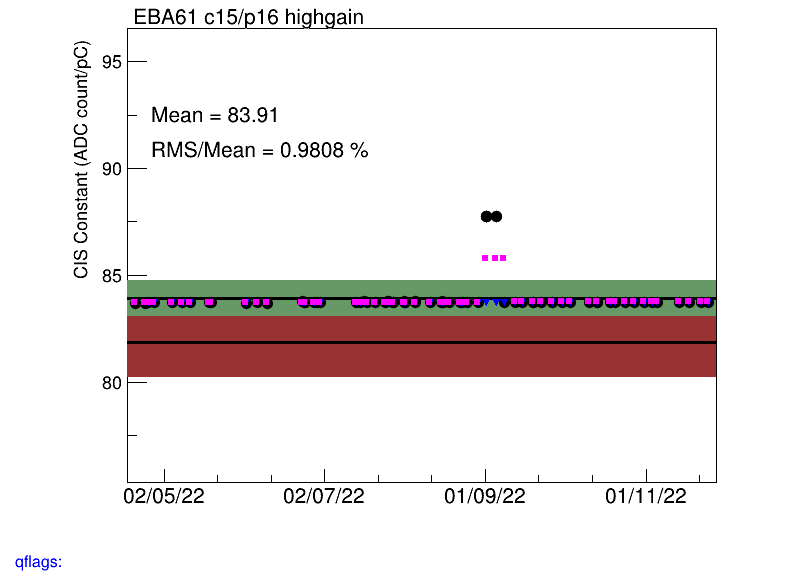 EBA61 c15/p16 highgain
CIS Constant (ADC count/pC)
95
90
85
80
Mean = 83.91
RMS/Mean = 0.9808 %
02/05/22 02/07/22 01/09/22 01/11/22
qflags: